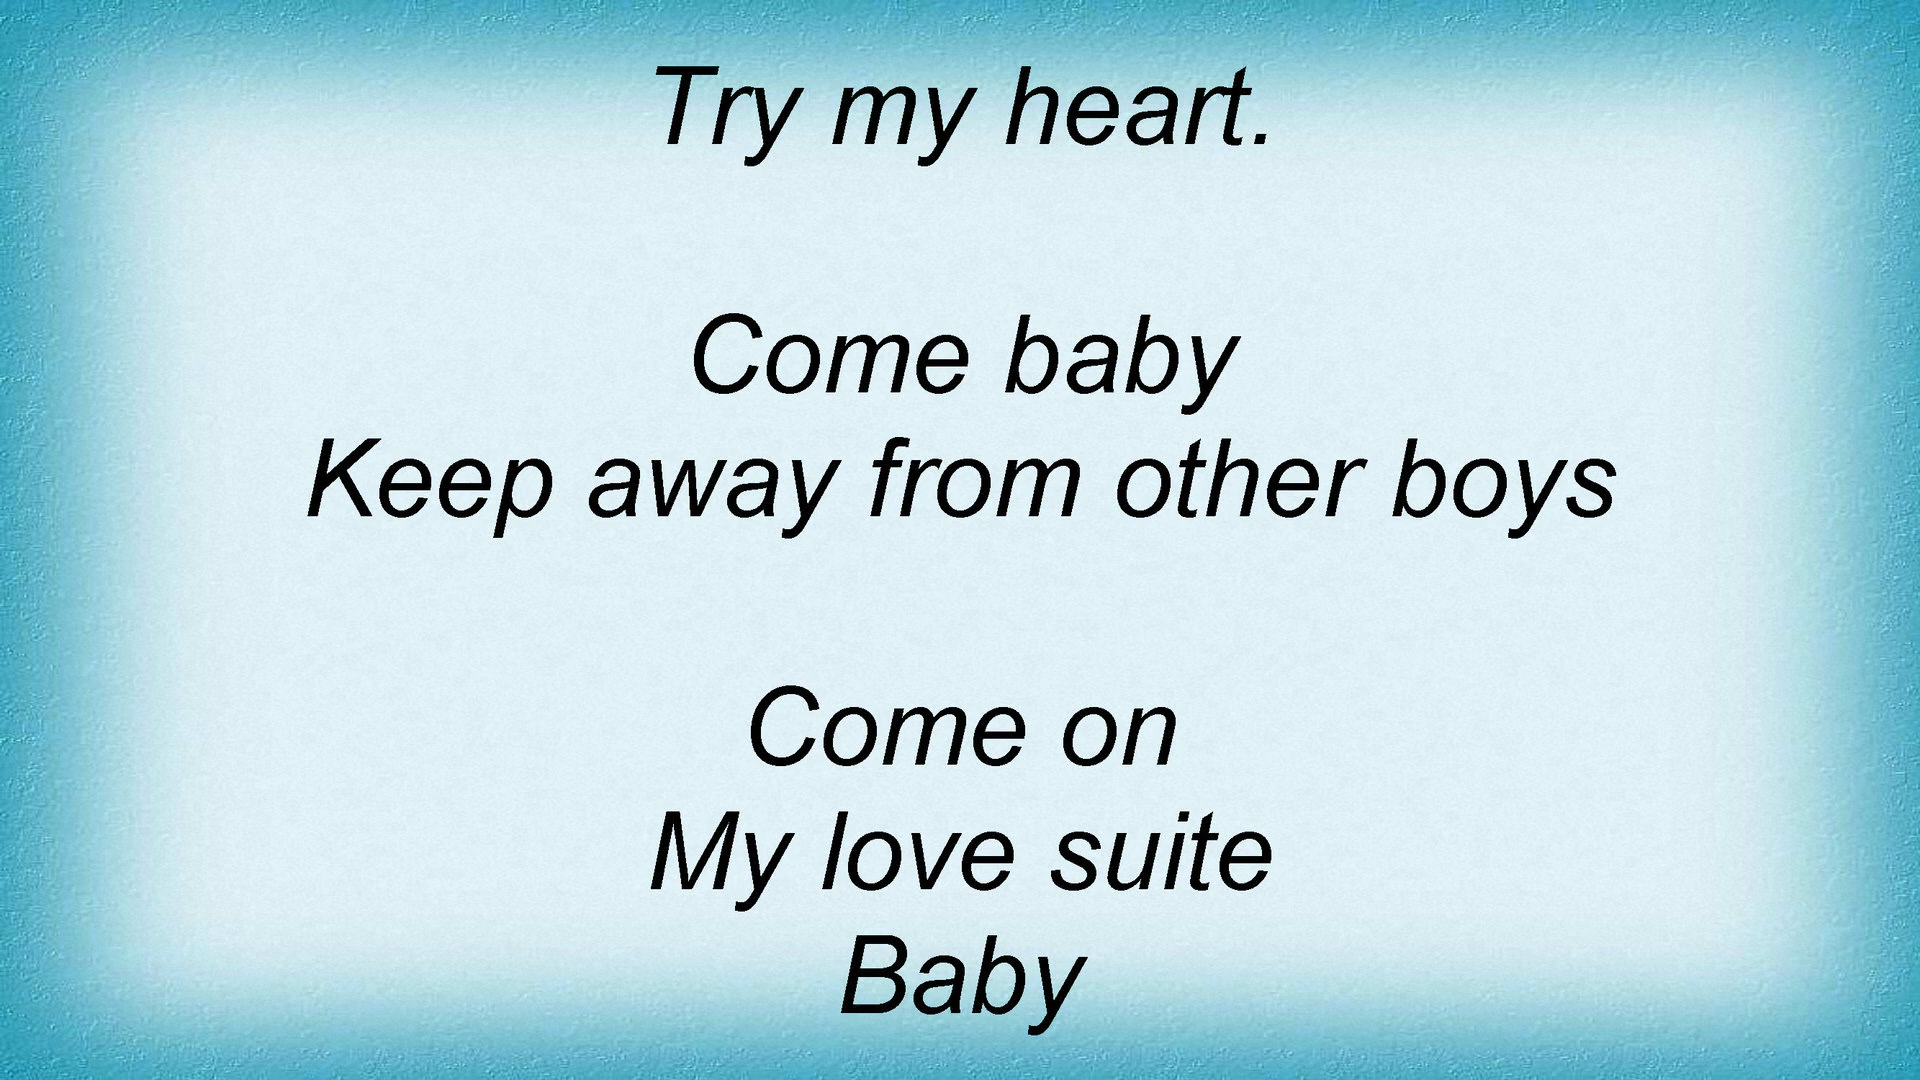 Try my heart.
Come baby
Keep away from other boys
Come on
My love suite
Baby